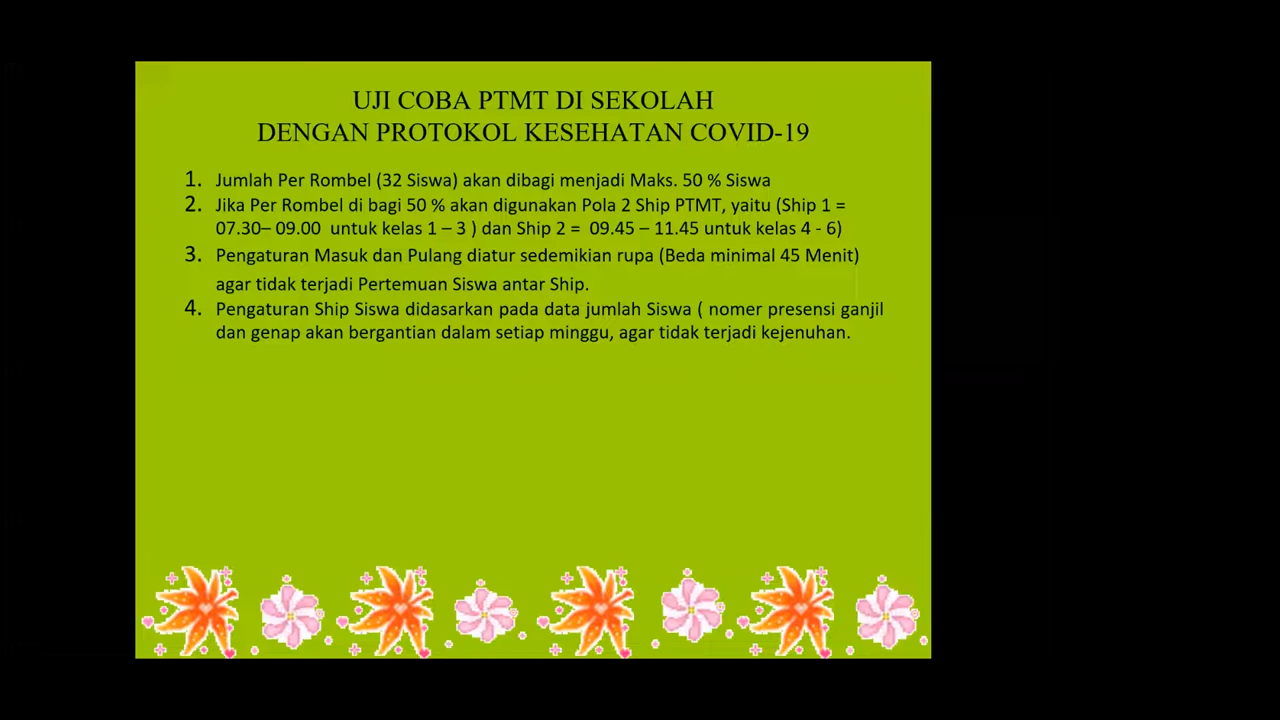 UJI COBA PTMT DI SEKOLAH
DENGAN PROTOKOL KESEHATAN COVID-19
1. Jumlah Per Rombel (32 Siswa) akan dibagi menjadi Maks. 50 % Siswa
2. Jika Per Rombel di bagi 50 % akan digunakan Pola 2 Ship PTMT, yaitu (Ship 1 =
07.30– 09.00 untuk kelas 1 – 3 ) dan Ship 2 = 09.45 – 11.45 untuk kelas 4 - 6)
3. Pengaturan Masuk dan Pulang diatur sedemikian rupa (Beda minimal 45 Menit)
agar tidak terjadi Pertemuan Siswa antar Ship.
4. Pengaturan Ship Siswa didasarkan pada data jumlah Siswa ( nomer presensi ganjil
dan genap akan bergantian dalam setiap minggu, agar tidak terjadi kejenuhan.